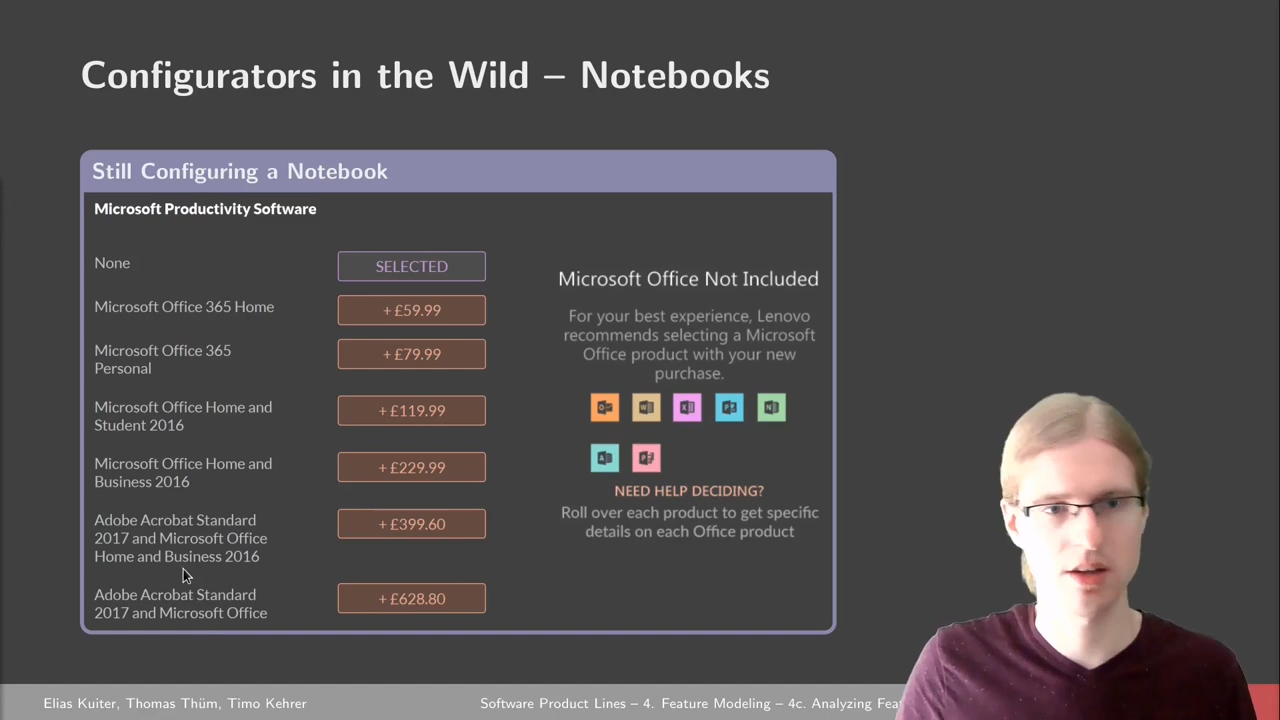 Configurators in the Wild – Notebooks
Still Configuring a Notebook
Microsoft Productivity Software
None
SELECTED
Microsoft Office 365 Home
+ £59.99
Microsoft Office 365
Personal
+ £79.99
Microsoft Office Home and
Student 2016
+ £119.99
Microsoft Office Home and
Business 2016
+ £229.99
Adobe Acrobat Standard
2017 and Microsoft Office
Home and Business 2016
+ £399.60
Adobe Acrobat Standard
2017 and Microsoft Office
+ £628.80
Microsoft Office Not Included
For your best experience, Lenovo
recommends selecting a Microsoft
Office product with your new
purchase.
NEED HELP DECIDING?
Roll over each product to get specific
details on each Office product
Elias Kuiter, Thomas Thüm, Timo Kehrer
Software Product Lines – 4. Feature Modeling – 4c. Analyzing